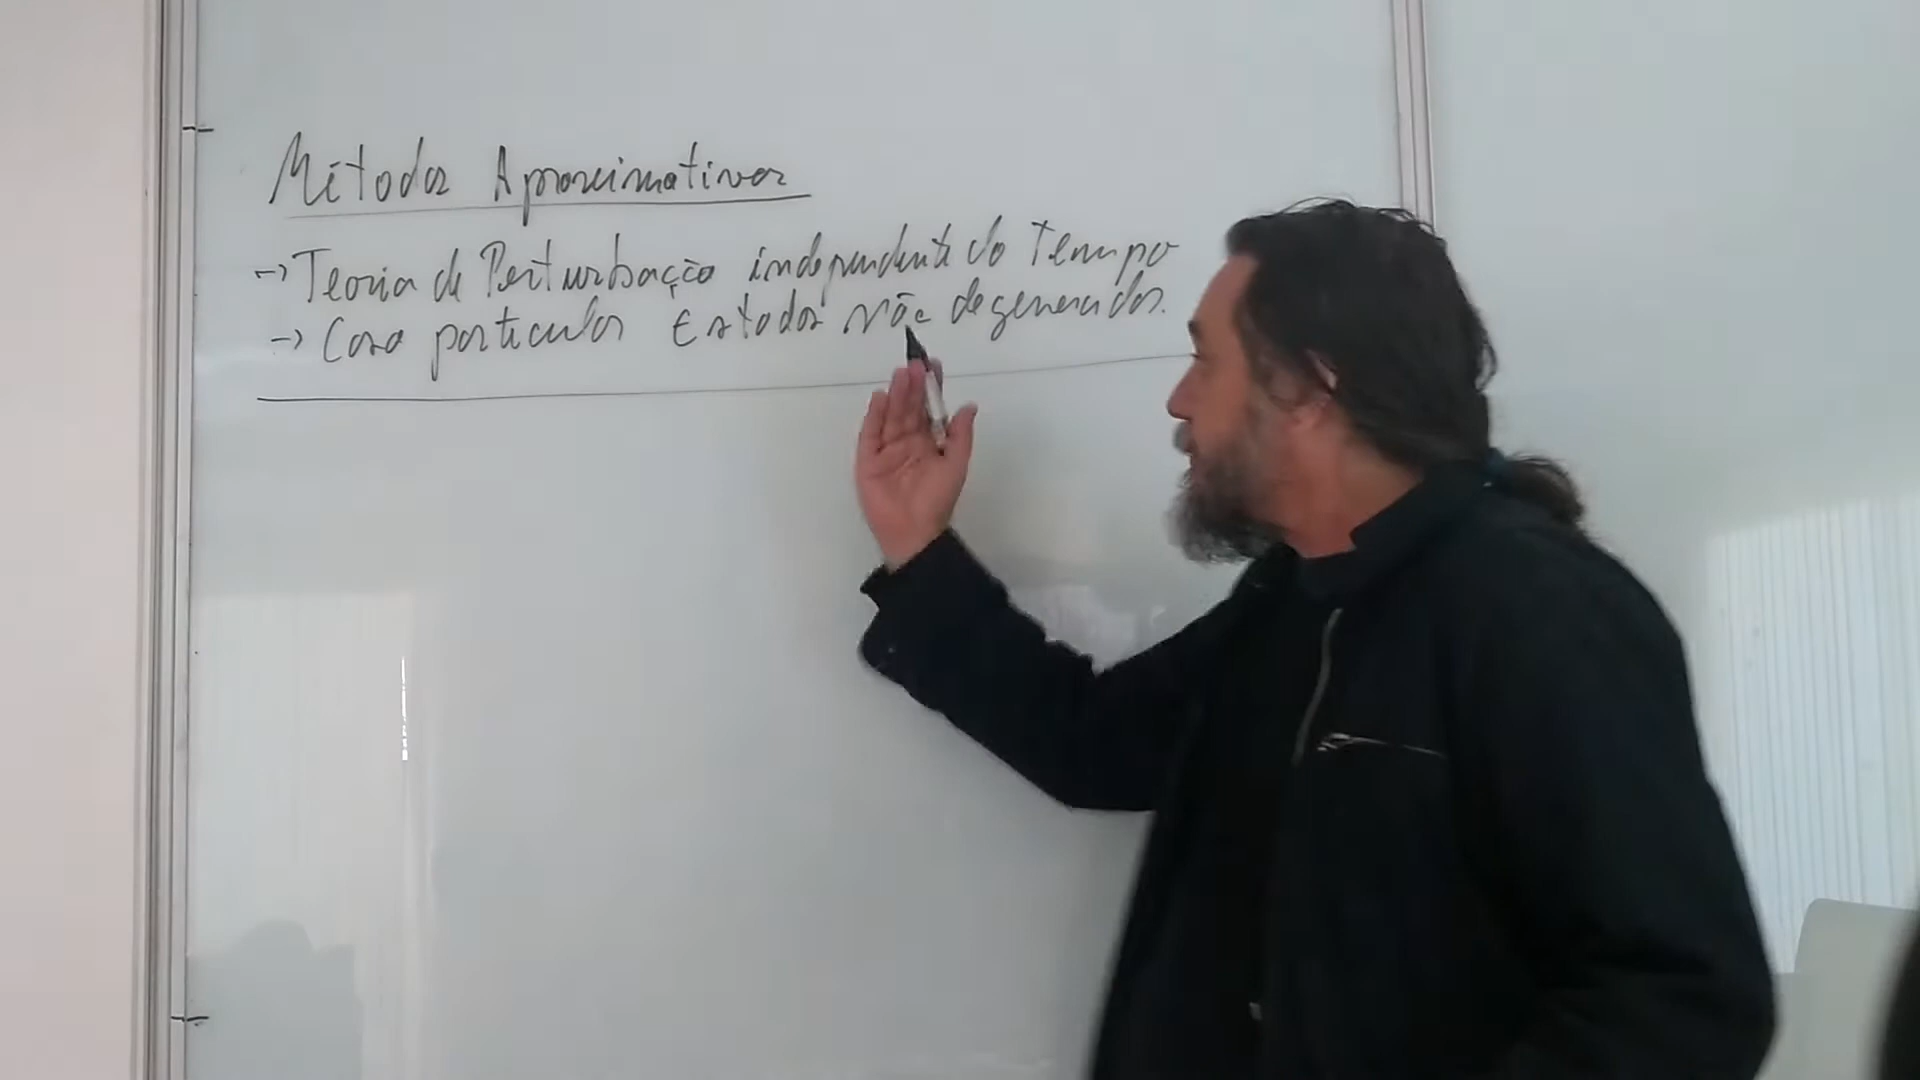 Métodos Aproximativos
-> Teoria de Perturbação independente do Tempo
-> Caso particular Estados não degenerados.